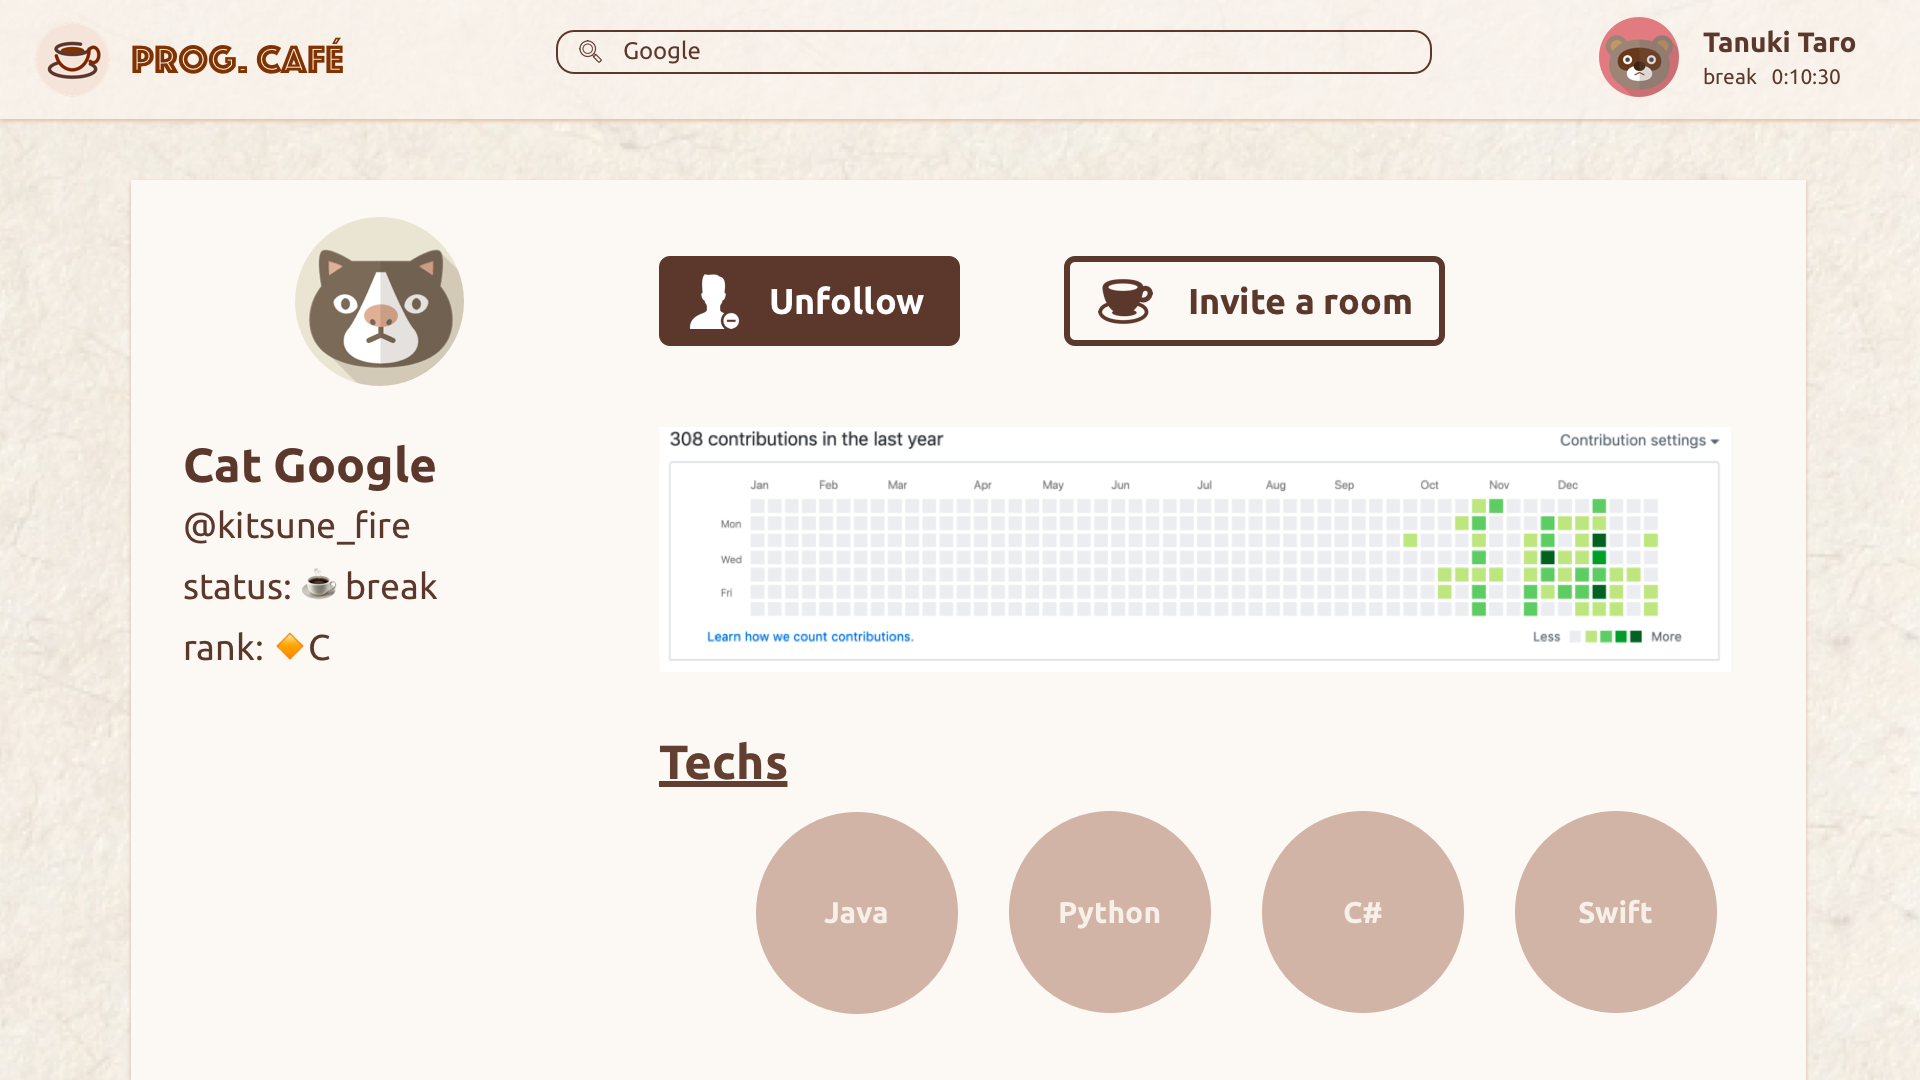 PROG. CAFÉ
Google
Tanuki Taro
break 0:10:30
Unfollow
Invite a room
Cat Google
@kitsune_fire
status: ☕ break
rank: 🔸C
308 contributions in the last year
Contribution settings
Jan Feb Mar Apr May Jun Jul Aug Sep Oct Nov Dec
Mon
Wed
Fri
Learn how we count contributions.
Less More
Techs
Java
Python
C#
Swift